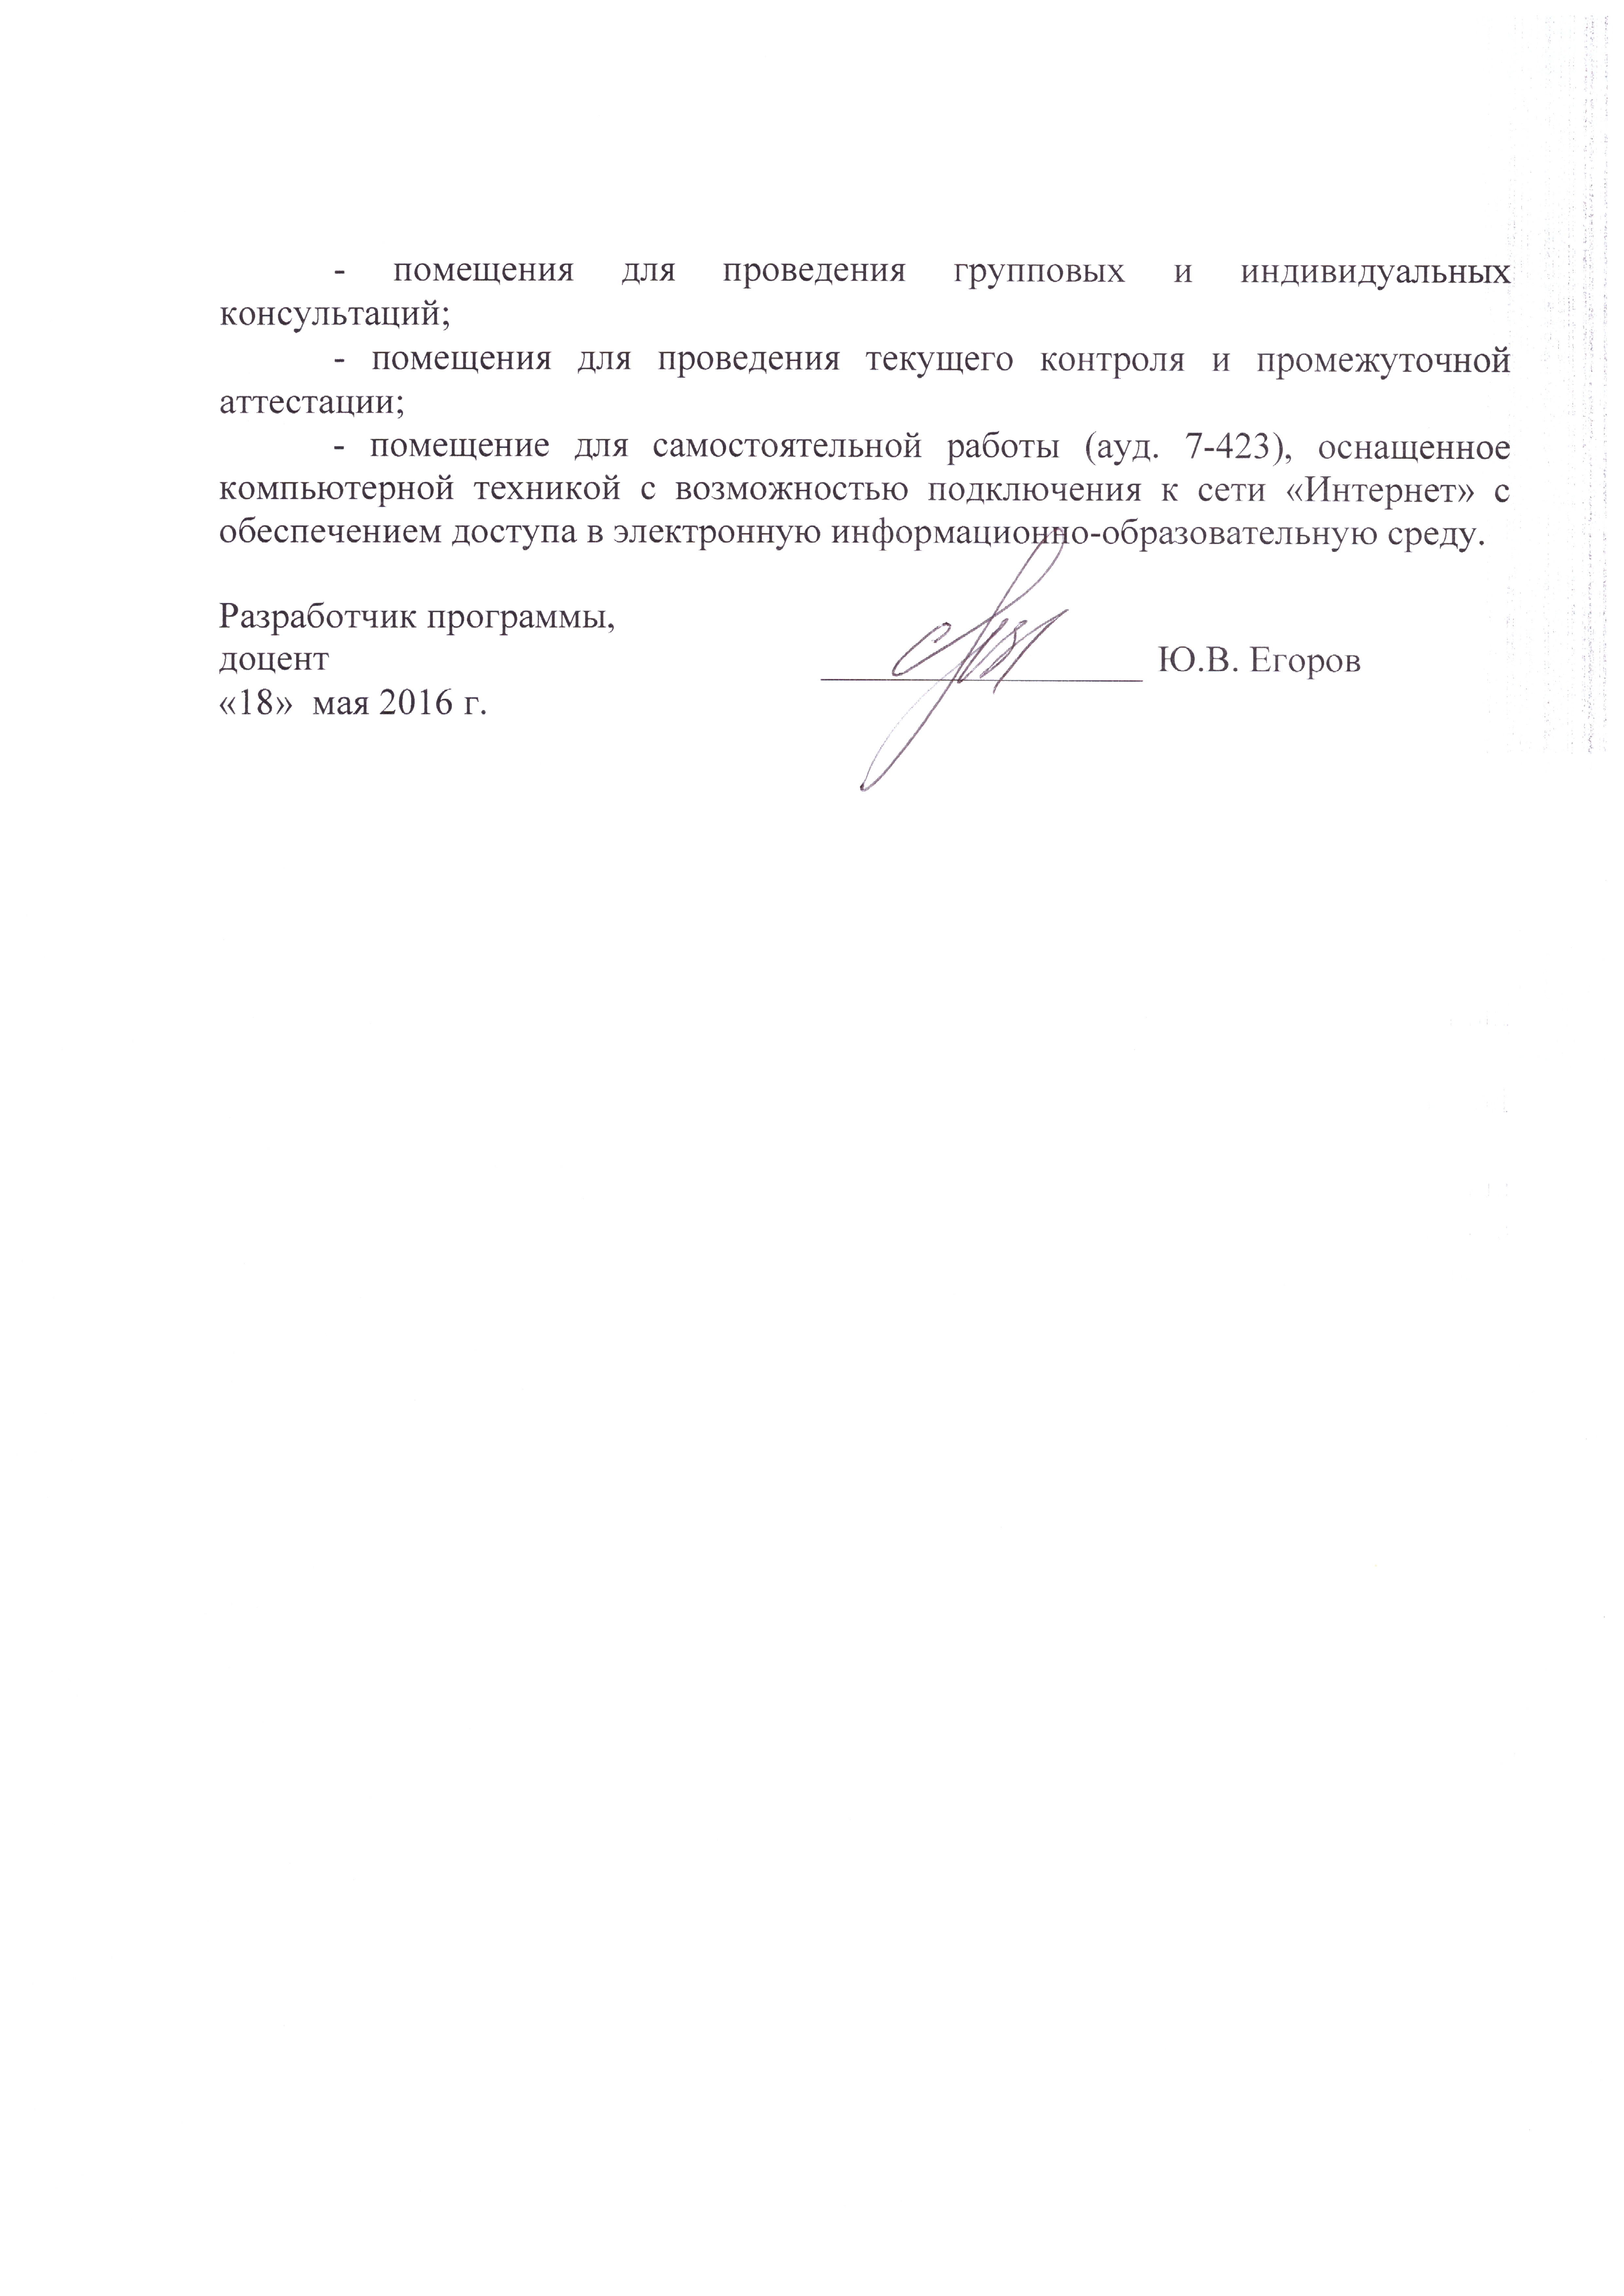 - помещения для проведения групповых и индивидуальных
консультаций;
- помещения для проведения текущего контроля и промежуточной
аттестации;
- помещение для самостоятельной работы (ауд. 7-423), оснащенное
компьютерной техникой с возможностью подключения к сети «Интернет» с
обеспечением доступа в электронную информационно-образовательную среду.
Разработчик программы,
доцент
Ю.В. Егоров
«18» мая 2016 г.